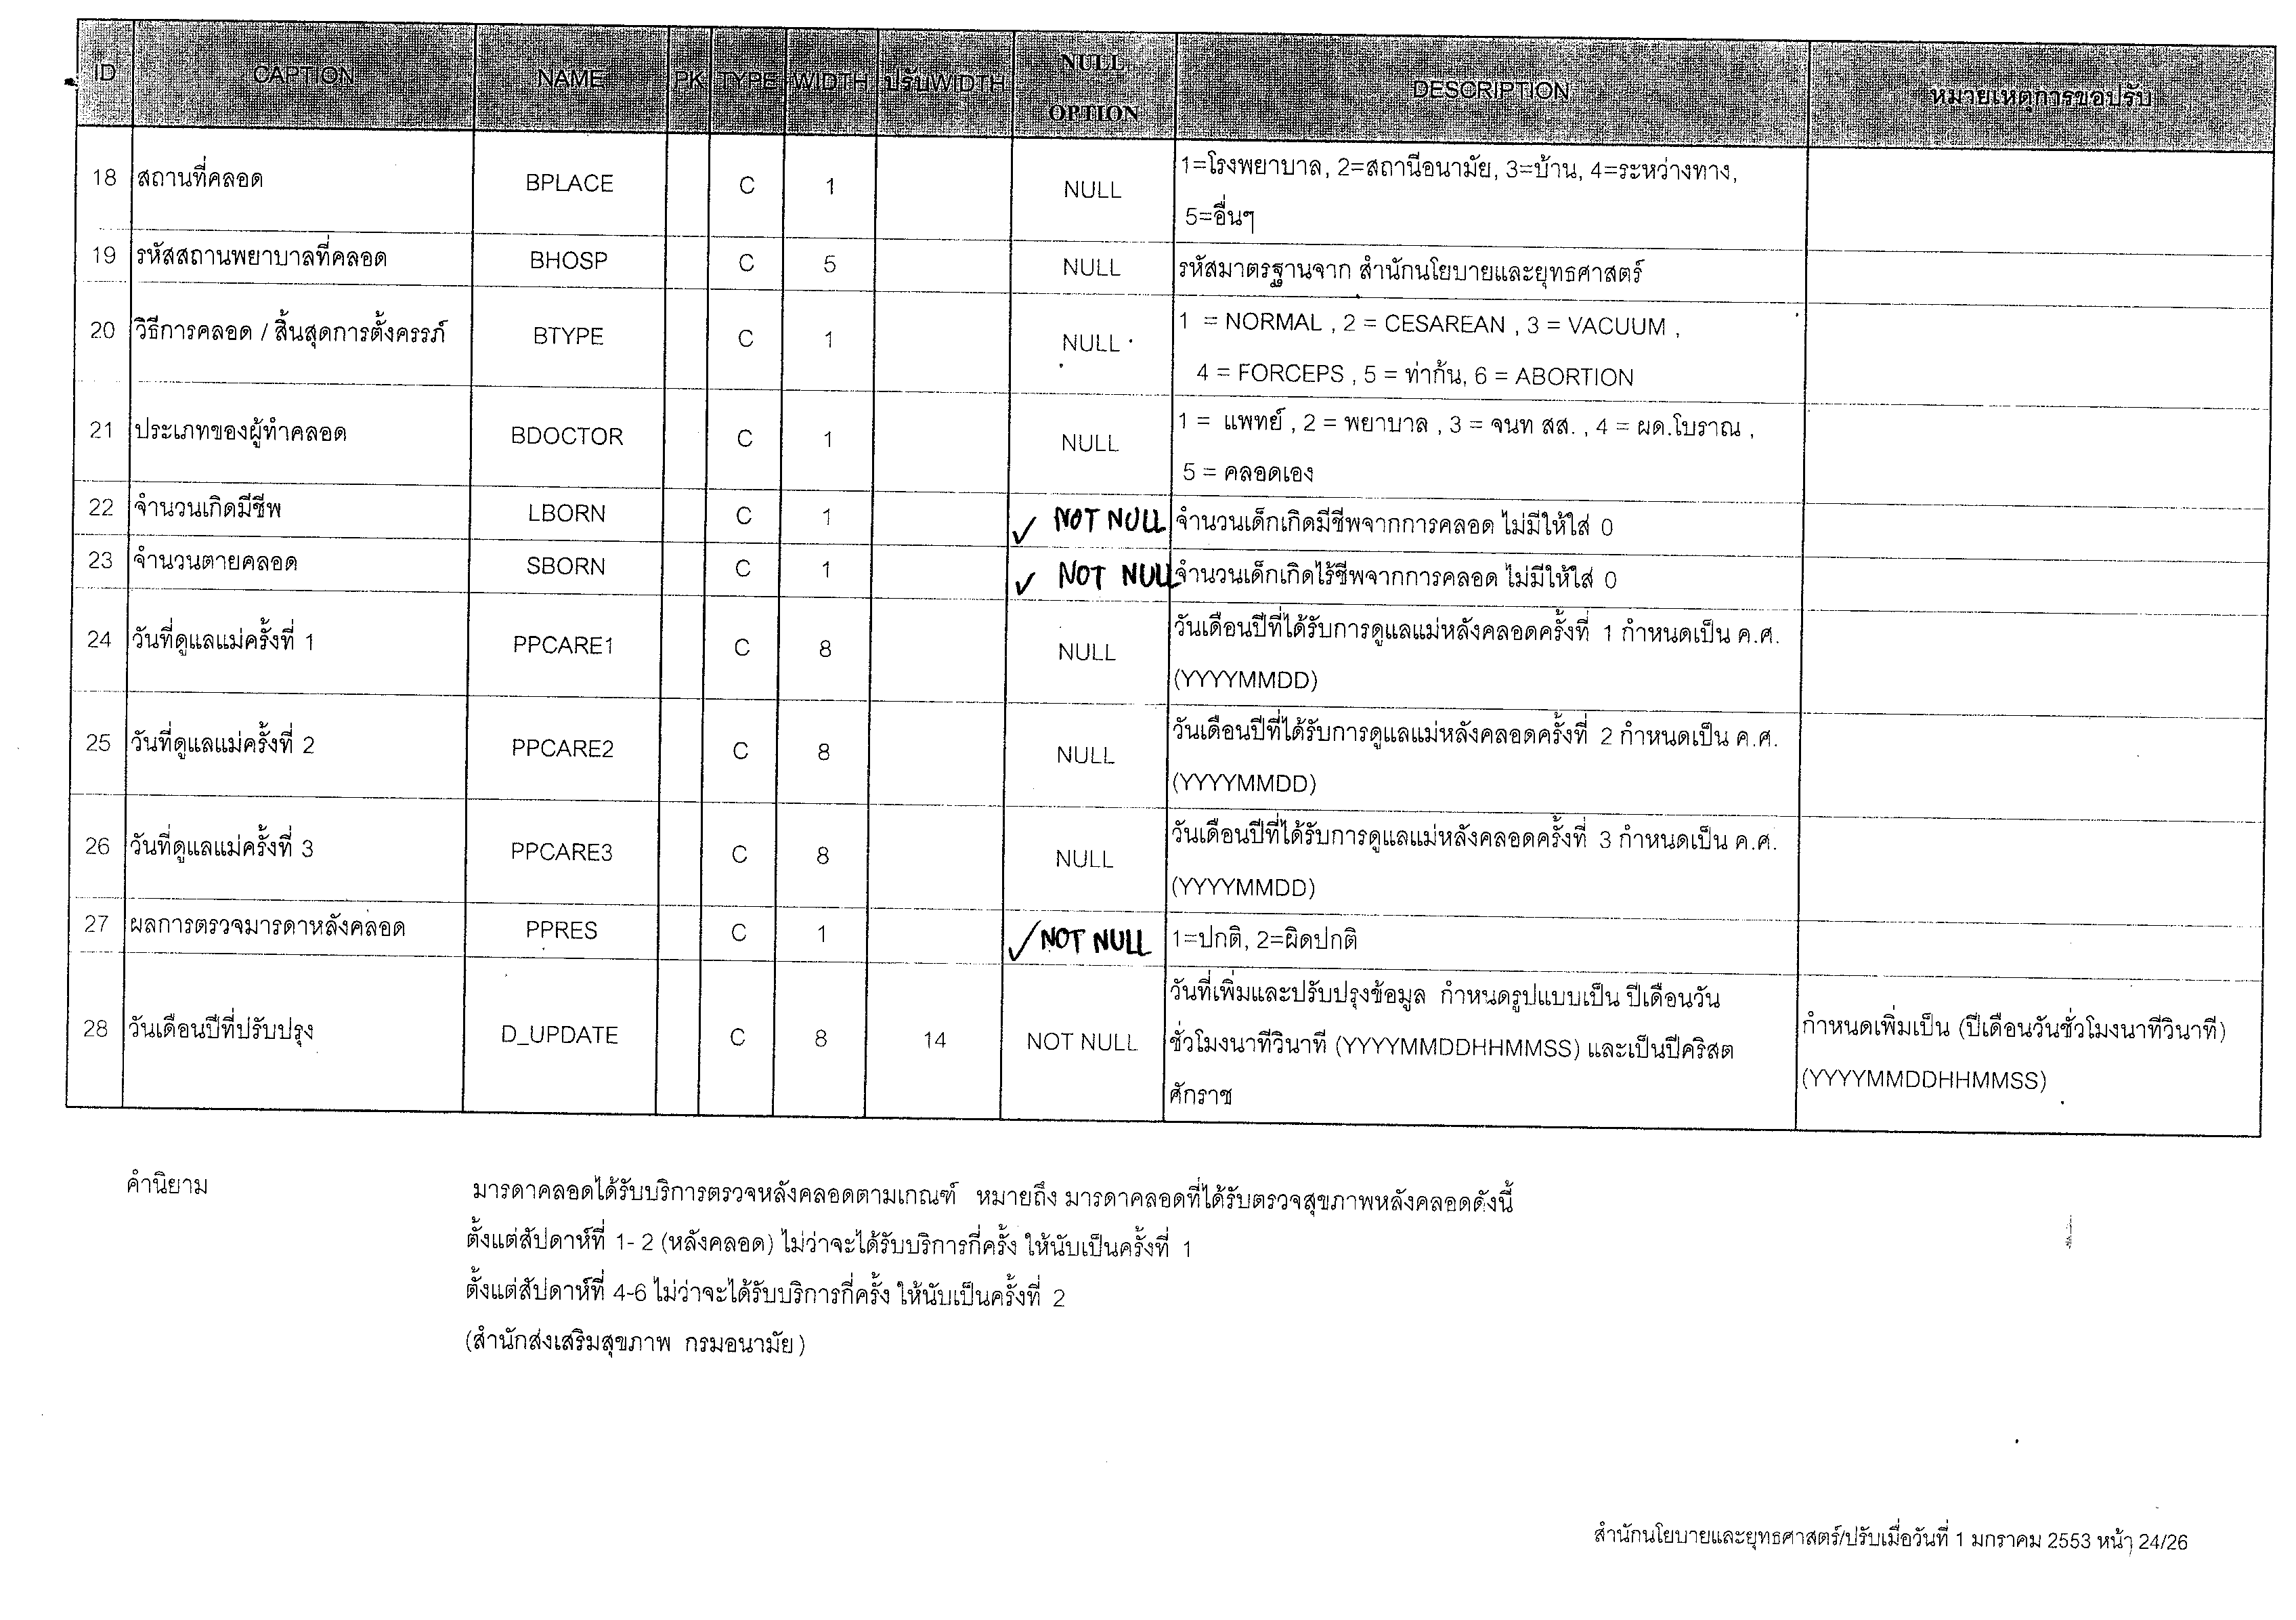 ID CAPTION NAME PK TYPE WIDTH ปรับWIDTH NULL OPTION DESCRIPTION หมายเหตุการขอปรับ
18 สถานที่คลอด BPLACE C 1 NULL 1=โรงพยาบาล, 2=สถานีอนามัย, 3=บ้าน, 4=ระหว่างทาง,
5=อื่นๆ
19 รหัสสถานพยาบาลที่คลอด BHOSP C 5 NULL รหัสมาตรฐานจาก สำนักนโยบายและยุทธศาสตร์
20 วิธีการคลอด / สิ้นสุดการตั้งครรภ์ BTYPE C 1 NULL 1 = NORMAL , 2 = CESAREAN , 3 = VACUUM ,
4 = FORCEPS , 5 = ท่าก้น, 6 = ABORTION
21 ประเภทของผู้ทำคลอด BDOCTOR C 1 NULL 1 = แพทย์ , 2 = พยาบาล , 3 = จนท สส. , 4 = ผด.โบราณ ,
5 = คลอดเอง
22 จำนวนเกิดมีชีพ LBORN C 1 ✓ NOT NULL จำนวนเด็กเกิดมีชีพจากการคลอด ไม่มีให้ใส่ 0
23 จำนวนตายคลอด SBORN C 1 ✓ NOT NULL จำนวนเด็กเกิดไร้ชีพจากการคลอด ไม่มีให้ใส่ 0
24 วันที่ดูแลแม่ครั้งที่ 1 PPCARE1 C 8 NULL วันเดือนปีที่ได้รับการดูแลแม่หลังคลอดครั้งที่ 1 กำหนดเป็น ค.ศ.
(YYYYMMDD)
25 วันที่ดูแลแม่ครั้งที่ 2 PPCARE2 C 8 NULL วันเดือนปีที่ได้รับการดูแลแม่หลังคลอดครั้งที่ 2 กำหนดเป็น ค.ศ.
(YYYYMMDD)
26 วันที่ดูแลแม่ครั้งที่ 3 PPCARE3 C 8 NULL วันเดือนปีที่ได้รับการดูแลแม่หลังคลอดครั้งที่ 3 กำหนดเป็น ค.ศ.
(YYYYMMDD)
27 ผลการตรวจมารดาหลังคลอด PPRES C 1 ✓ NOT NULL 1=ปกติ, 2=ผิดปกติ
28 วันเดือนปีที่ปรับปรุง D_UPDATE C 8 14 NOT NULL วันที่เพิ่มและปรับปรุงข้อมูล กำหนดรูปแบบเป็น ปีเดือนวัน
ชั่วโมงนาทีวินาที (YYYYMMDDHHMMSS) และเป็นปีคริสต
ศักราช
กำหนดเพิ่มเป็น (ปีเดือนวันชั่วโมงนาทีวินาที)
(YYYYMMDDHHMMSS)
คำนิยาม มารดาคลอดได้รับบริการตรวจหลังคลอดตามเกณฑ์ หมายถึง มารดาคลอดที่ได้รับตรวจสุขภาพหลังคลอดดังนี้
ตั้งแต่สัปดาห์ที่ 1- 2 (หลังคลอด) ไม่ว่าจะได้รับบริการกี่ครั้ง ให้นับเป็นครั้งที่ 1
ตั้งแต่สัปดาห์ที่ 4-6 ไม่ว่าจะได้รับบริการกี่ครั้ง ให้นับเป็นครั้งที่ 2
(สำนักส่งเสริมสุขภาพ กรมอนามัย)
สำนักนโยบายและยุทธศาสตร์/ปรับเมื่อวันที่ 1 มกราคม 2553 หน้า 24/26